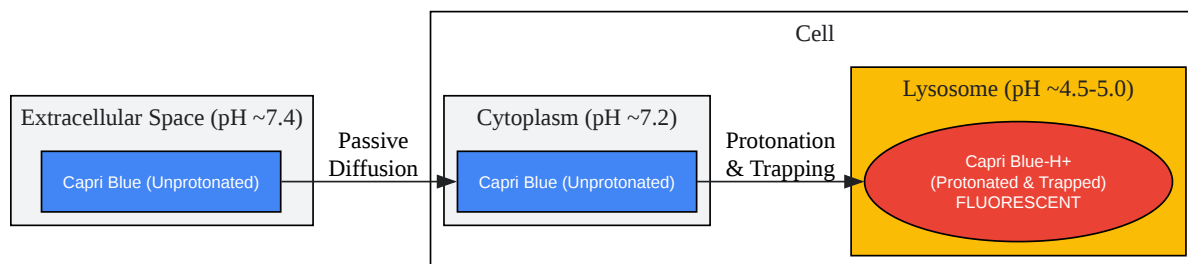 Cell
Extracellular Space (pH ~7.4)
Capri Blue (Unprotonated)
Passive
Diffusion
Cytoplasm (pH ~7.2)
Capri Blue (Unprotonated)
Protonation
& Trapping
Lysosome (pH ~4.5-5.0)
Capri Blue-H+
(Protonated & Trapped)
FLUORESCENT